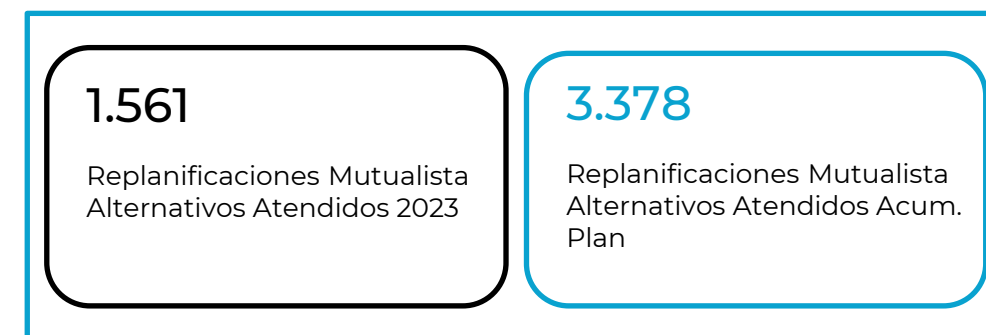 1.561
Replanificaciones Mutualista
Alternativos Atendidos 2023
3.378
Replanificaciones Mutualista
Alternativos Atendidos Acum.
Plan